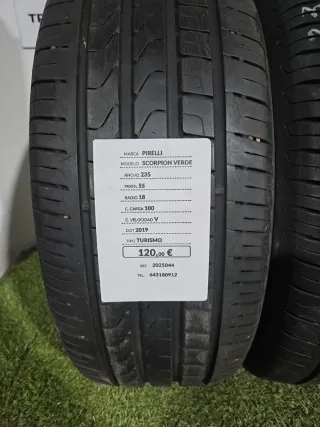 TR
MARCA PIRELLI
MODELO SCORPION VERDE
ANCHO 235
PERFIL 55
RADIO 18
C. CARGA 100
C. VELOCIDAD V
DOT 2019
TIPO TURISMO
120,00 €
REF. 2025044
TEL. 643180912